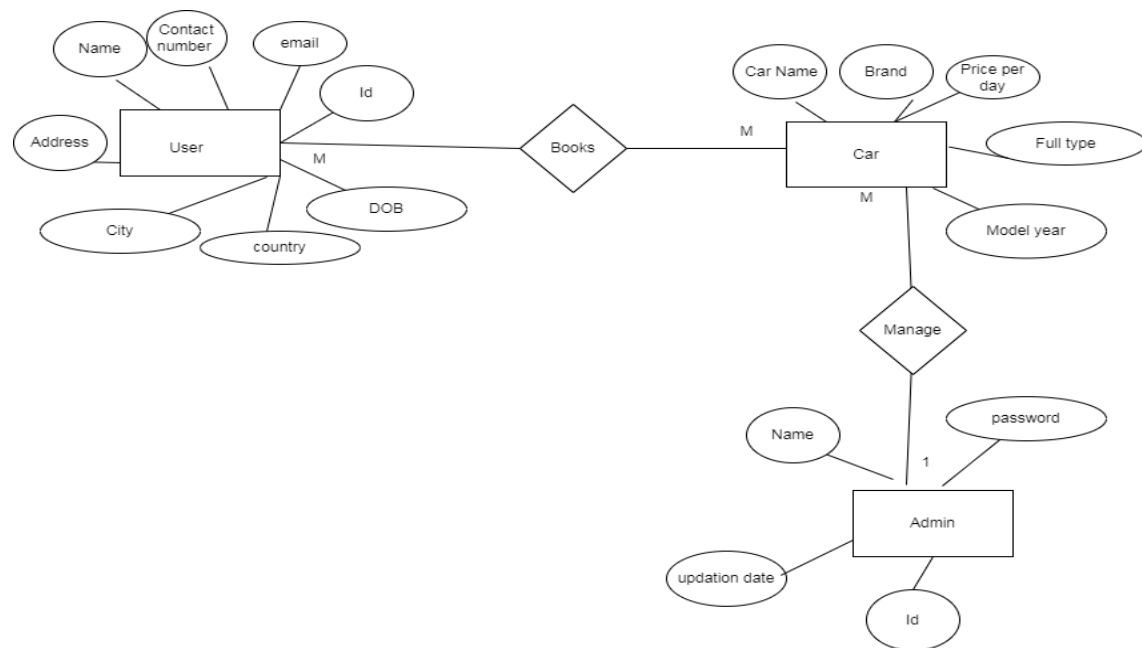 Contact
number
Name
email
Id
Address
User
M
City
country
DOB
Books
M
Car Name
Brand
Price per
day
Car
Full type
M
Model year
Manage
Name
password
1
Admin
updation date
Id